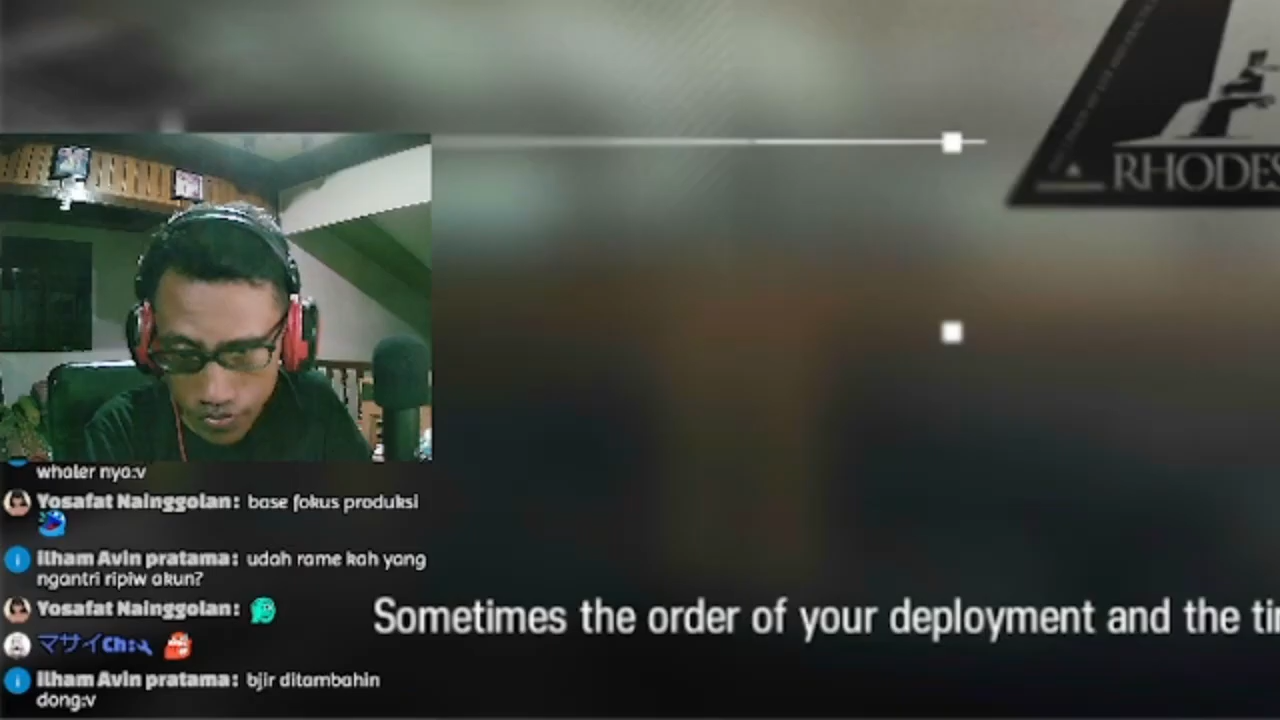 RHODES
whaler nya:v
Yosafat Nainggolan: base fokus produksi
ilham Avin pratama: udah rame kah yang
ngantri ripiw akun?
Yosafat Nainggolan:
マサイCh:
Sometimes the order of your deployment and the ti
ilham Avin pratama: bjir ditambahin
dong:v